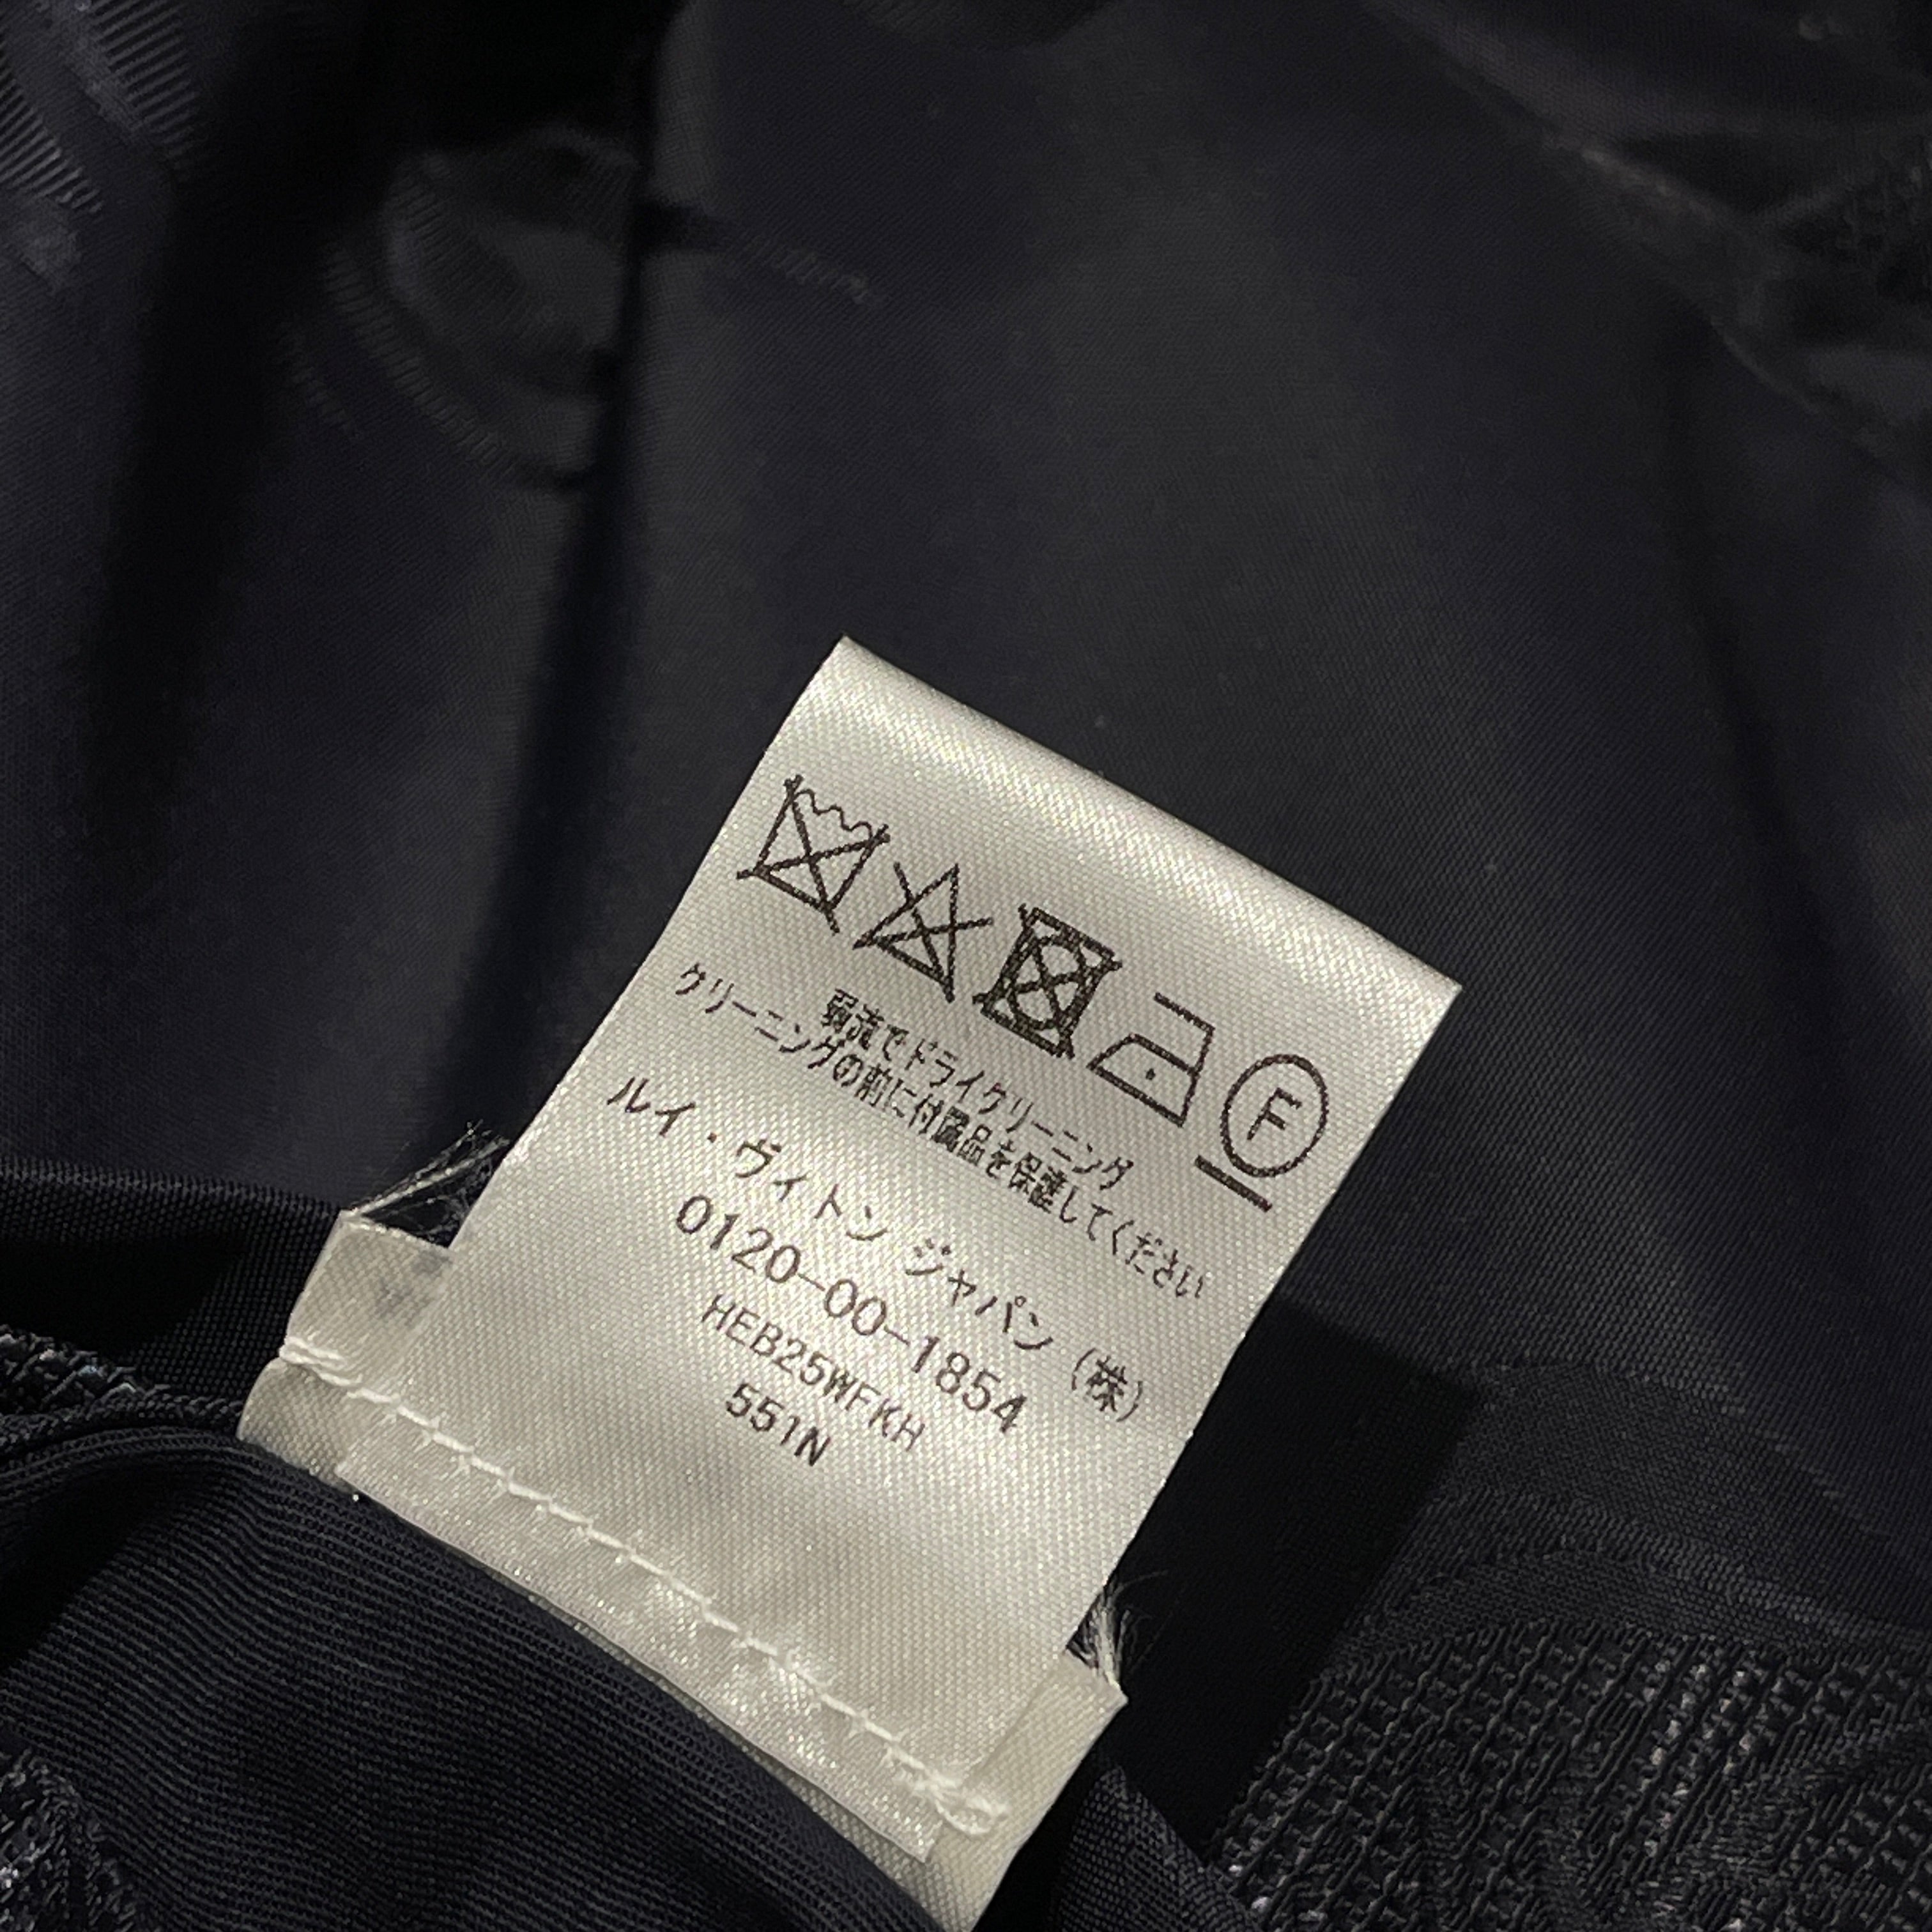 F
弱流でドライクリーニング
クリーニングの前に付属品を保護してください
ルイ・ヴィトン ジャパン (株)
0120-00-1854
HEB25WFKH
551N